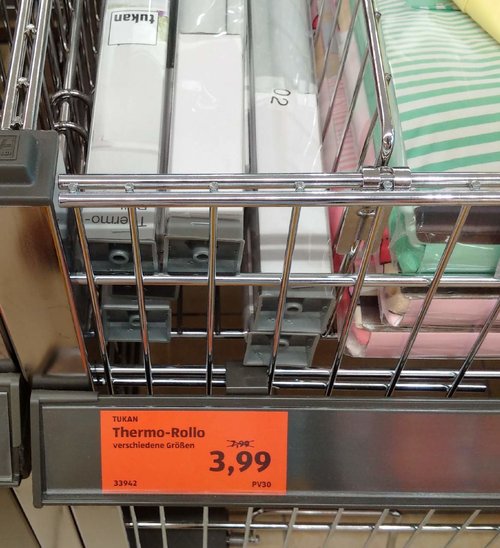 tukan
02
Thermo-
TUKAN
Thermo-Rollo
verschiedene Größen
7,99
3,99
33942
PV30